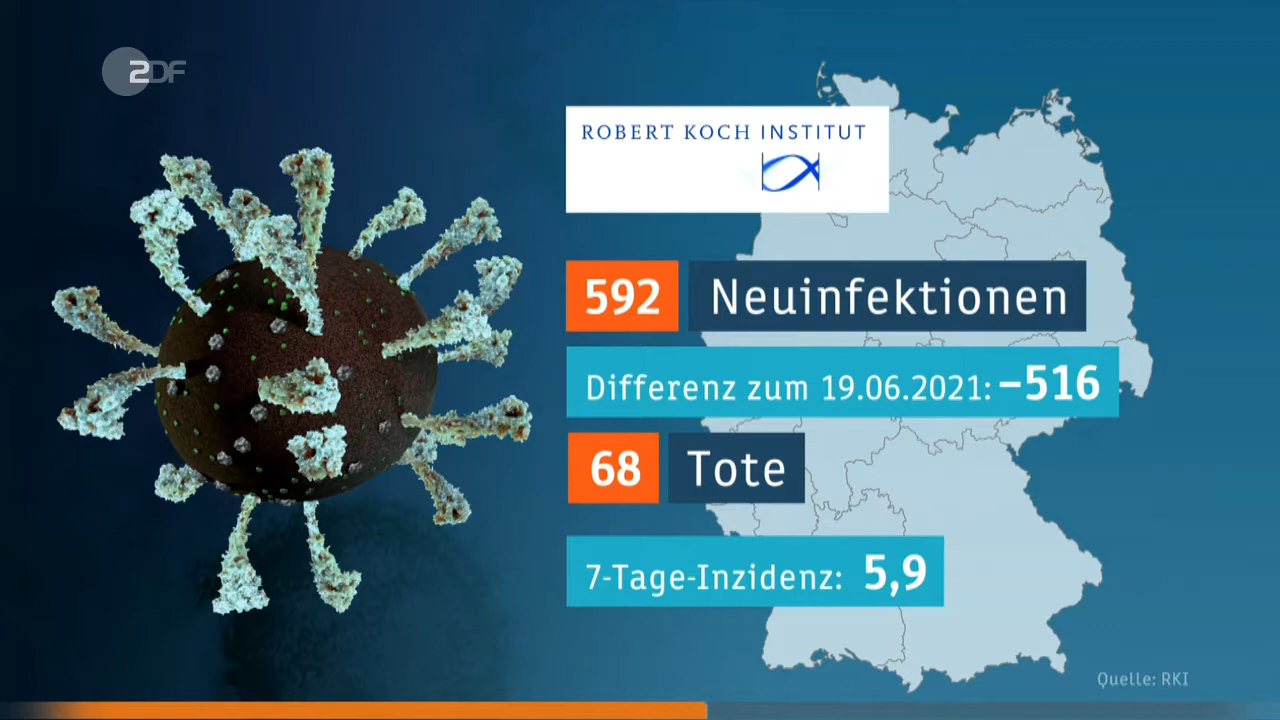 ZDF
ROBERT KOCH INSTITUT
592 Neuinfektionen
Differenz zum 19.06.2021: –516
68 Tote
7-Tage-Inzidenz: 5,9
Quelle: RKI